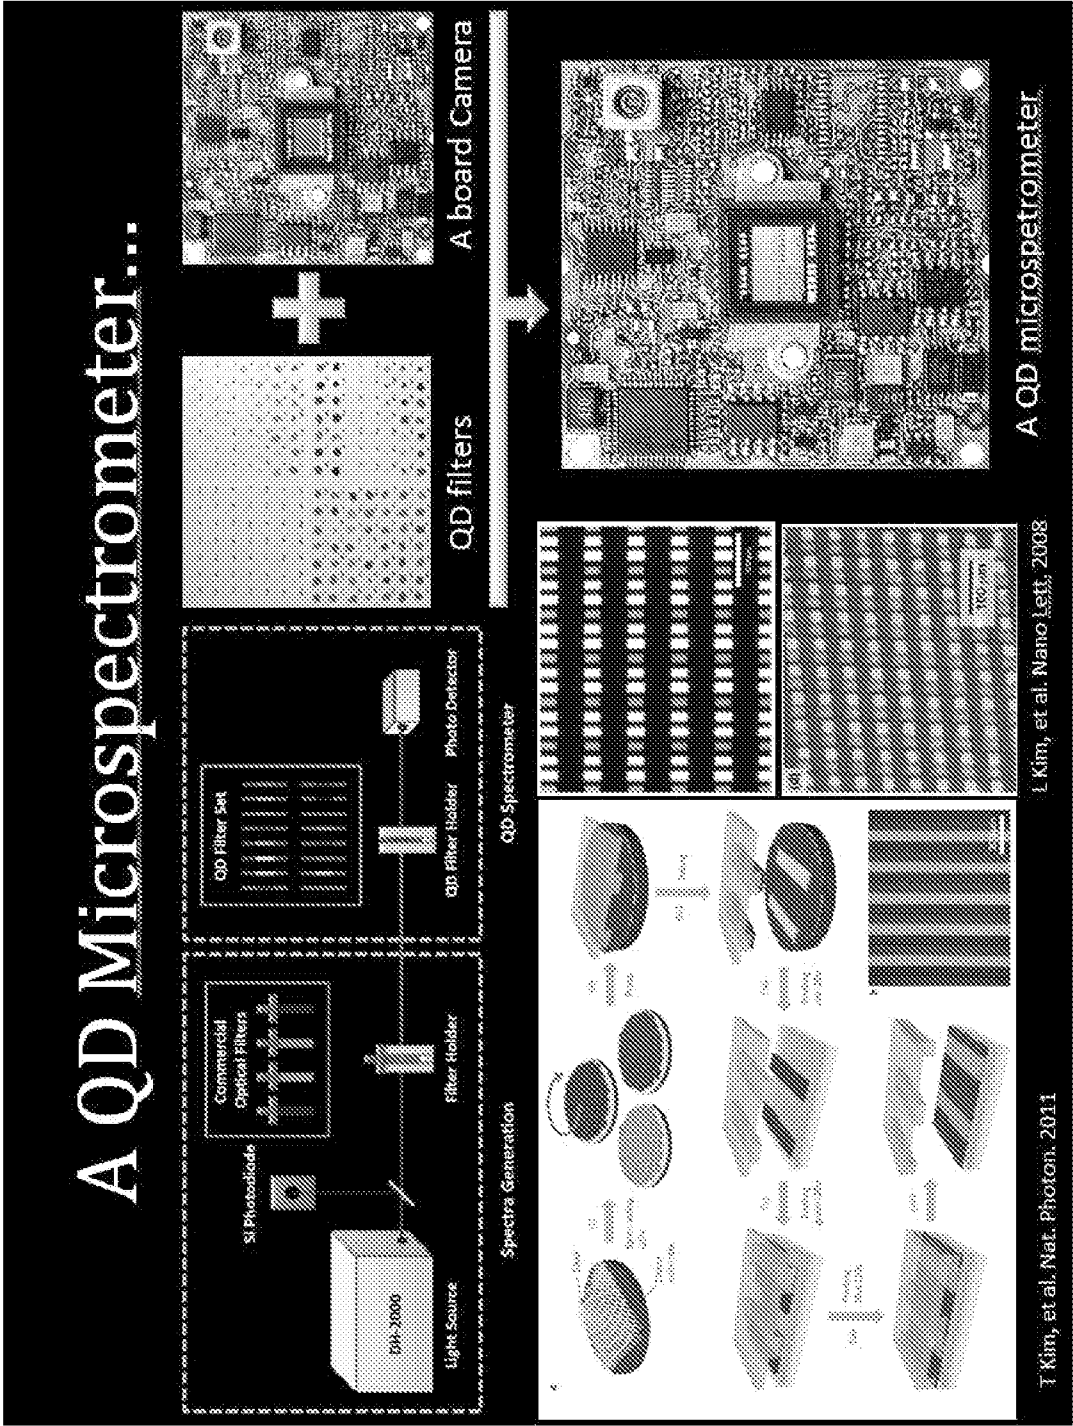 A QD Microspectrometer...
Commercial
Optical Filters
Si Photodiode
DH-2000
Light Source
Filter Holder
Spectra Generation
QD Filter Set
QD Filter Holder
Photo Detector
QD Spectrometer
QD filters
A board Camera
A QD microspetrometer
T Kim, et al. Nat. Photon. 2011
L Kim, et al. Nano Lett. 2008